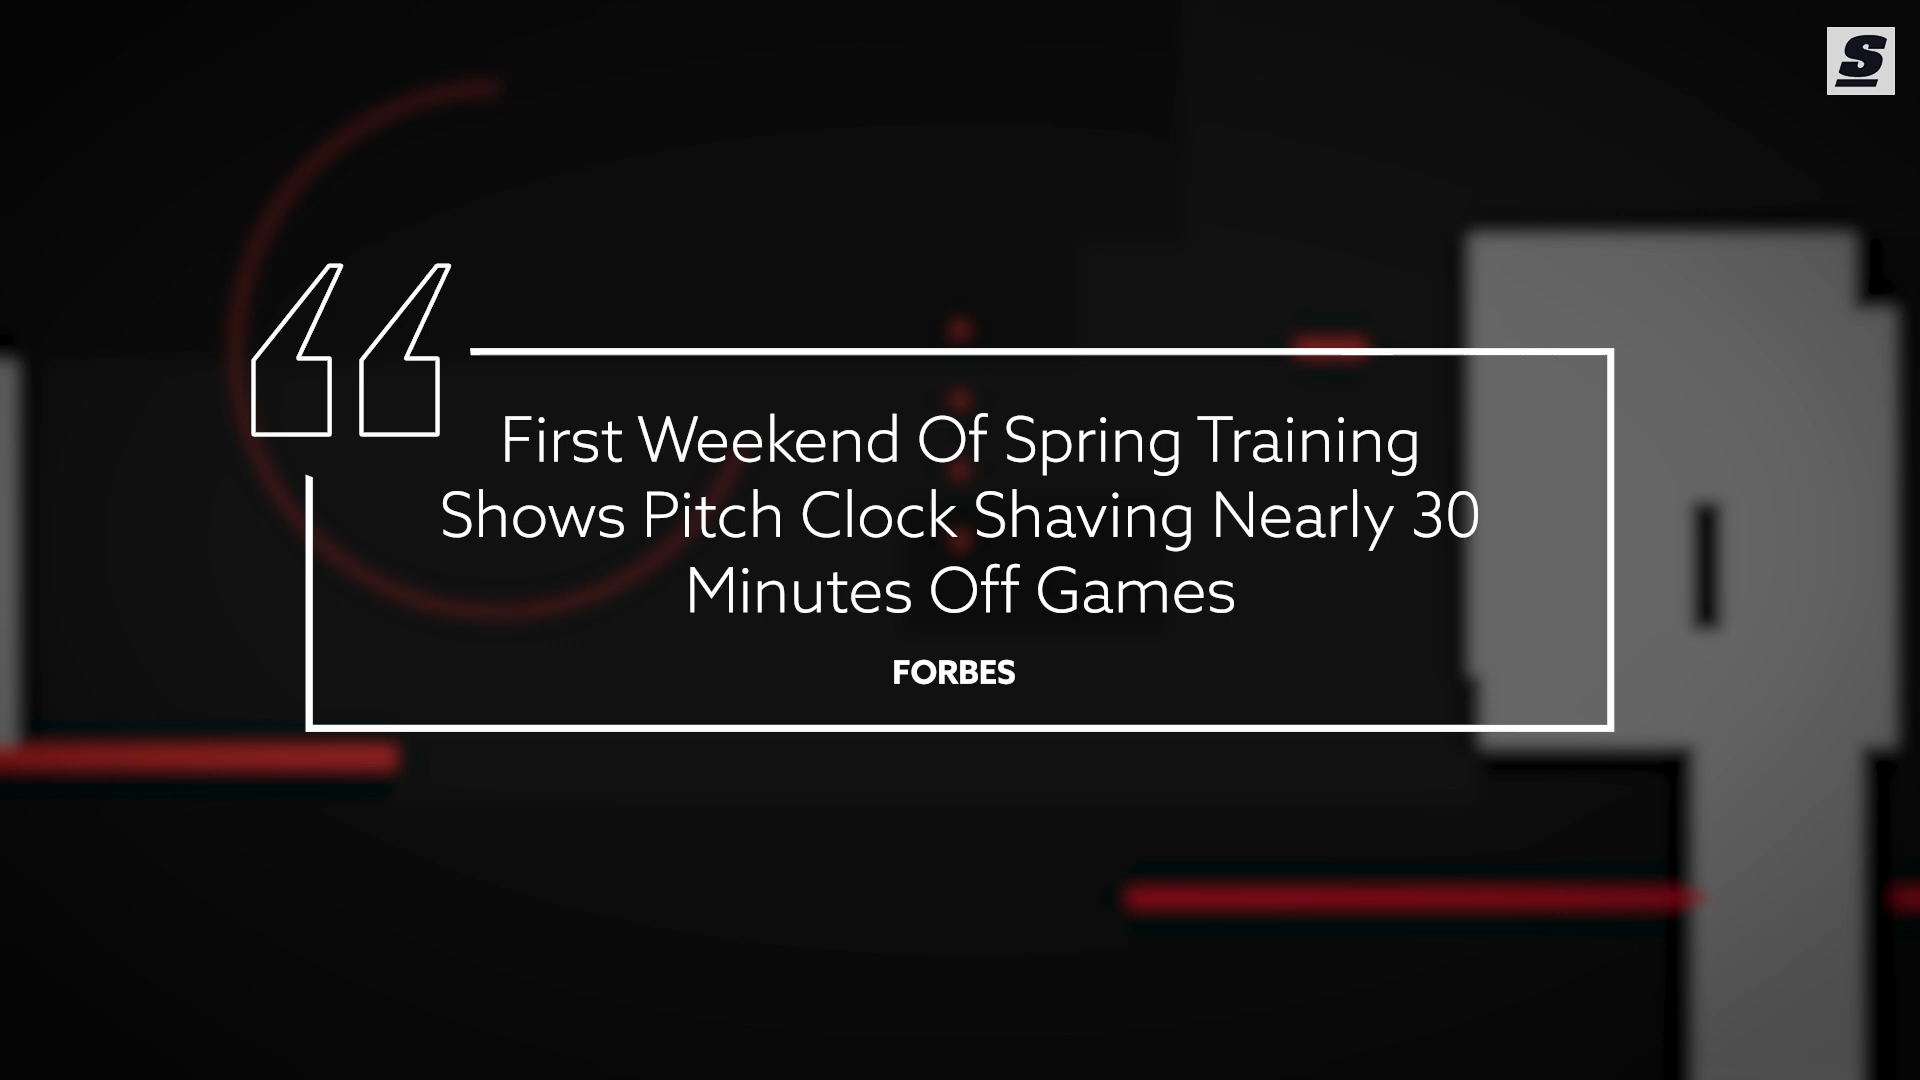 S
First Weekend Of Spring Training
Shows Pitch Clock Shaving Nearly 30
Minutes Off Games
FORBES